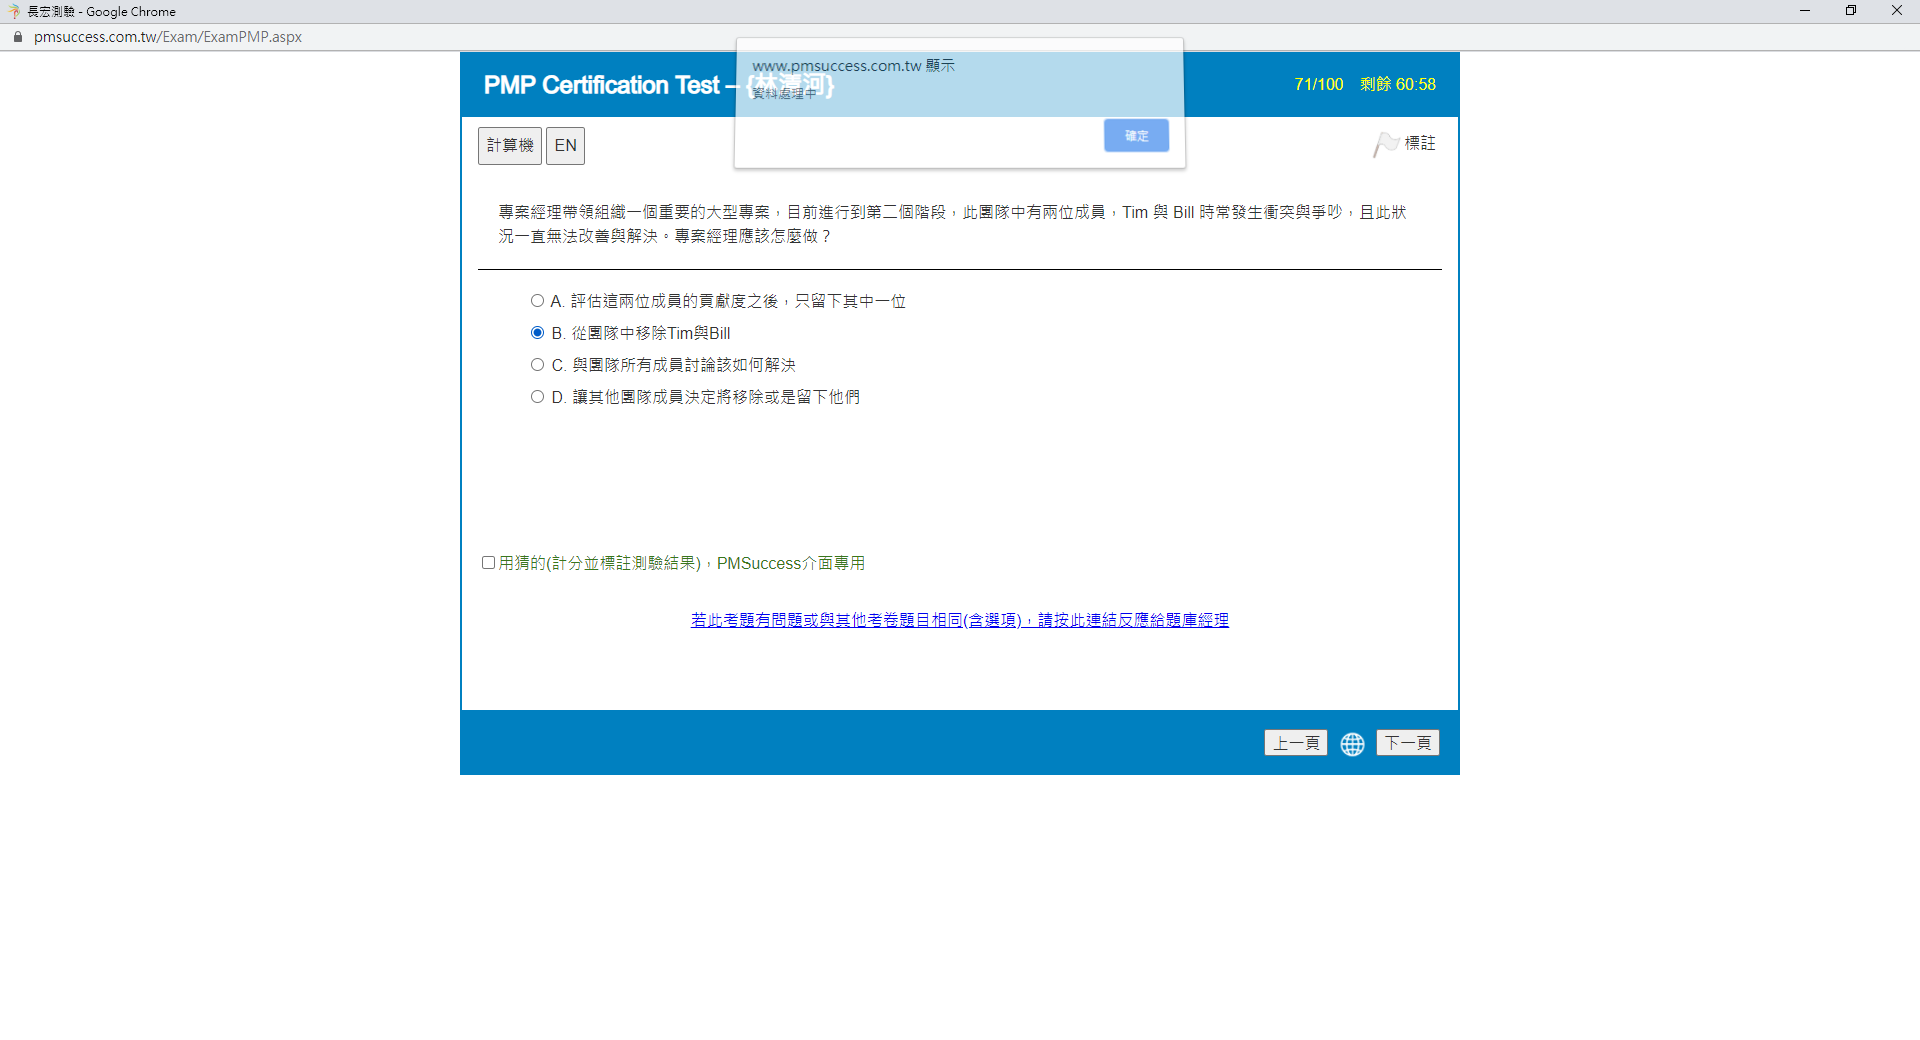 長宏測驗 - Google Chrome
pmsuccess.com.tw/Exam/ExamPMP.aspx
www.pmsuccess.com.tw 顯示
資料處理中
確定
PMP Certification Test – {林清河}
71/100 剩餘 60:58
計算機 EN
標註
專案經理帶領組織一個重要的大型專案，目前進行到第二個階段，此團隊中有兩位成員，Tim 與 Bill 時常發生衝突與爭吵，且此狀
況一直無法改善與解決。專案經理應該怎麼做？
A. 評估這兩位成員的貢獻度之後，只留下其中一位
B. 從團隊中移除Tim與Bill
C. 與團隊所有成員討論該如何解決
D. 讓其他團隊成員決定將移除或是留下他們
用猜的(計分並標註測驗結果)，PMSuccess介面專用
若此考題有問題或與其他考卷題目相同(含選項)，請按此連結反應給題庫經理
上一頁 下一頁